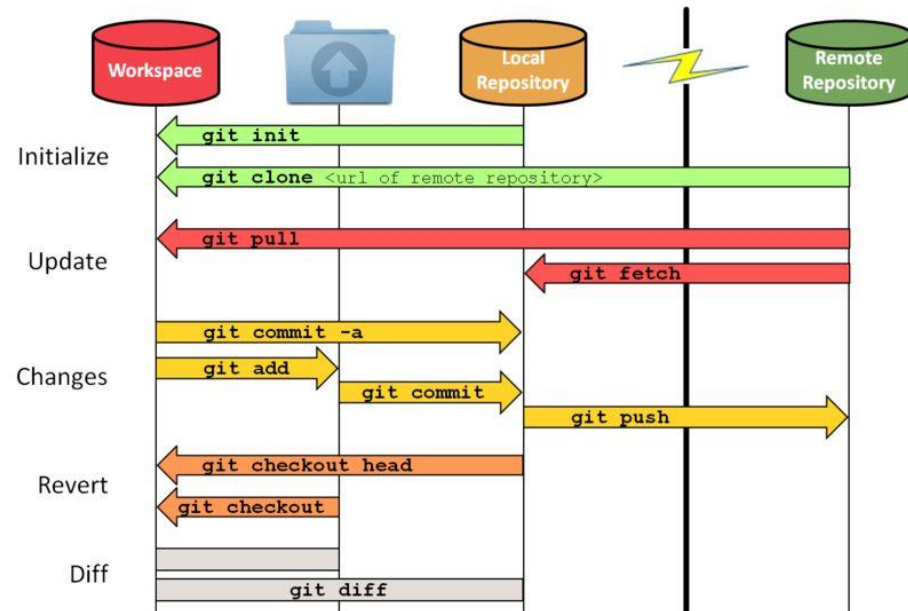 Workspace
Local
Repository
Remote
Repository
Initialize
git init
git clone <url of remote repository>
Update
git pull
git fetch
Changes
git commit -a
git add
git commit
git push
Revert
git checkout head
git checkout
Diff
git diff